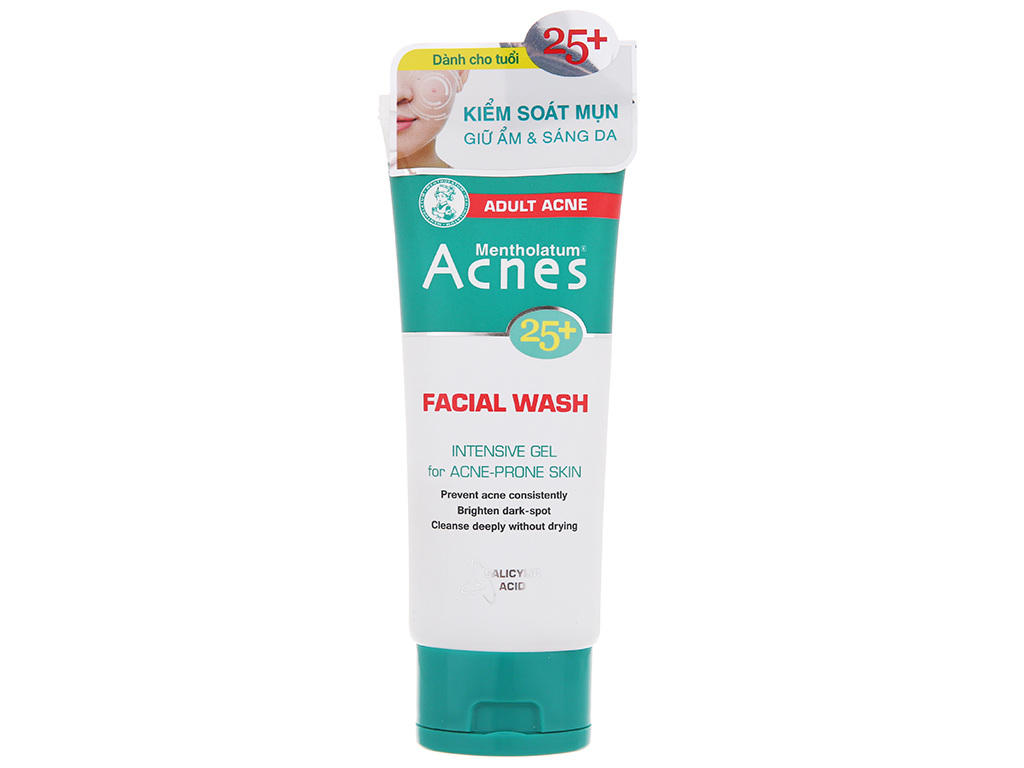 25+
Dành cho tuổi
KIỂM SOÁT MỤN
GIỮ ẨM & SÁNG DA
ADULT ACNE
Mentholatum®
Acnes
25+
FACIAL WASH
INTENSIVE GEL
for ACNE-PRONE SKIN
Prevent acne consistently
Brighten dark-spot
Cleanse deeply without drying
SALICYLIC
ACID